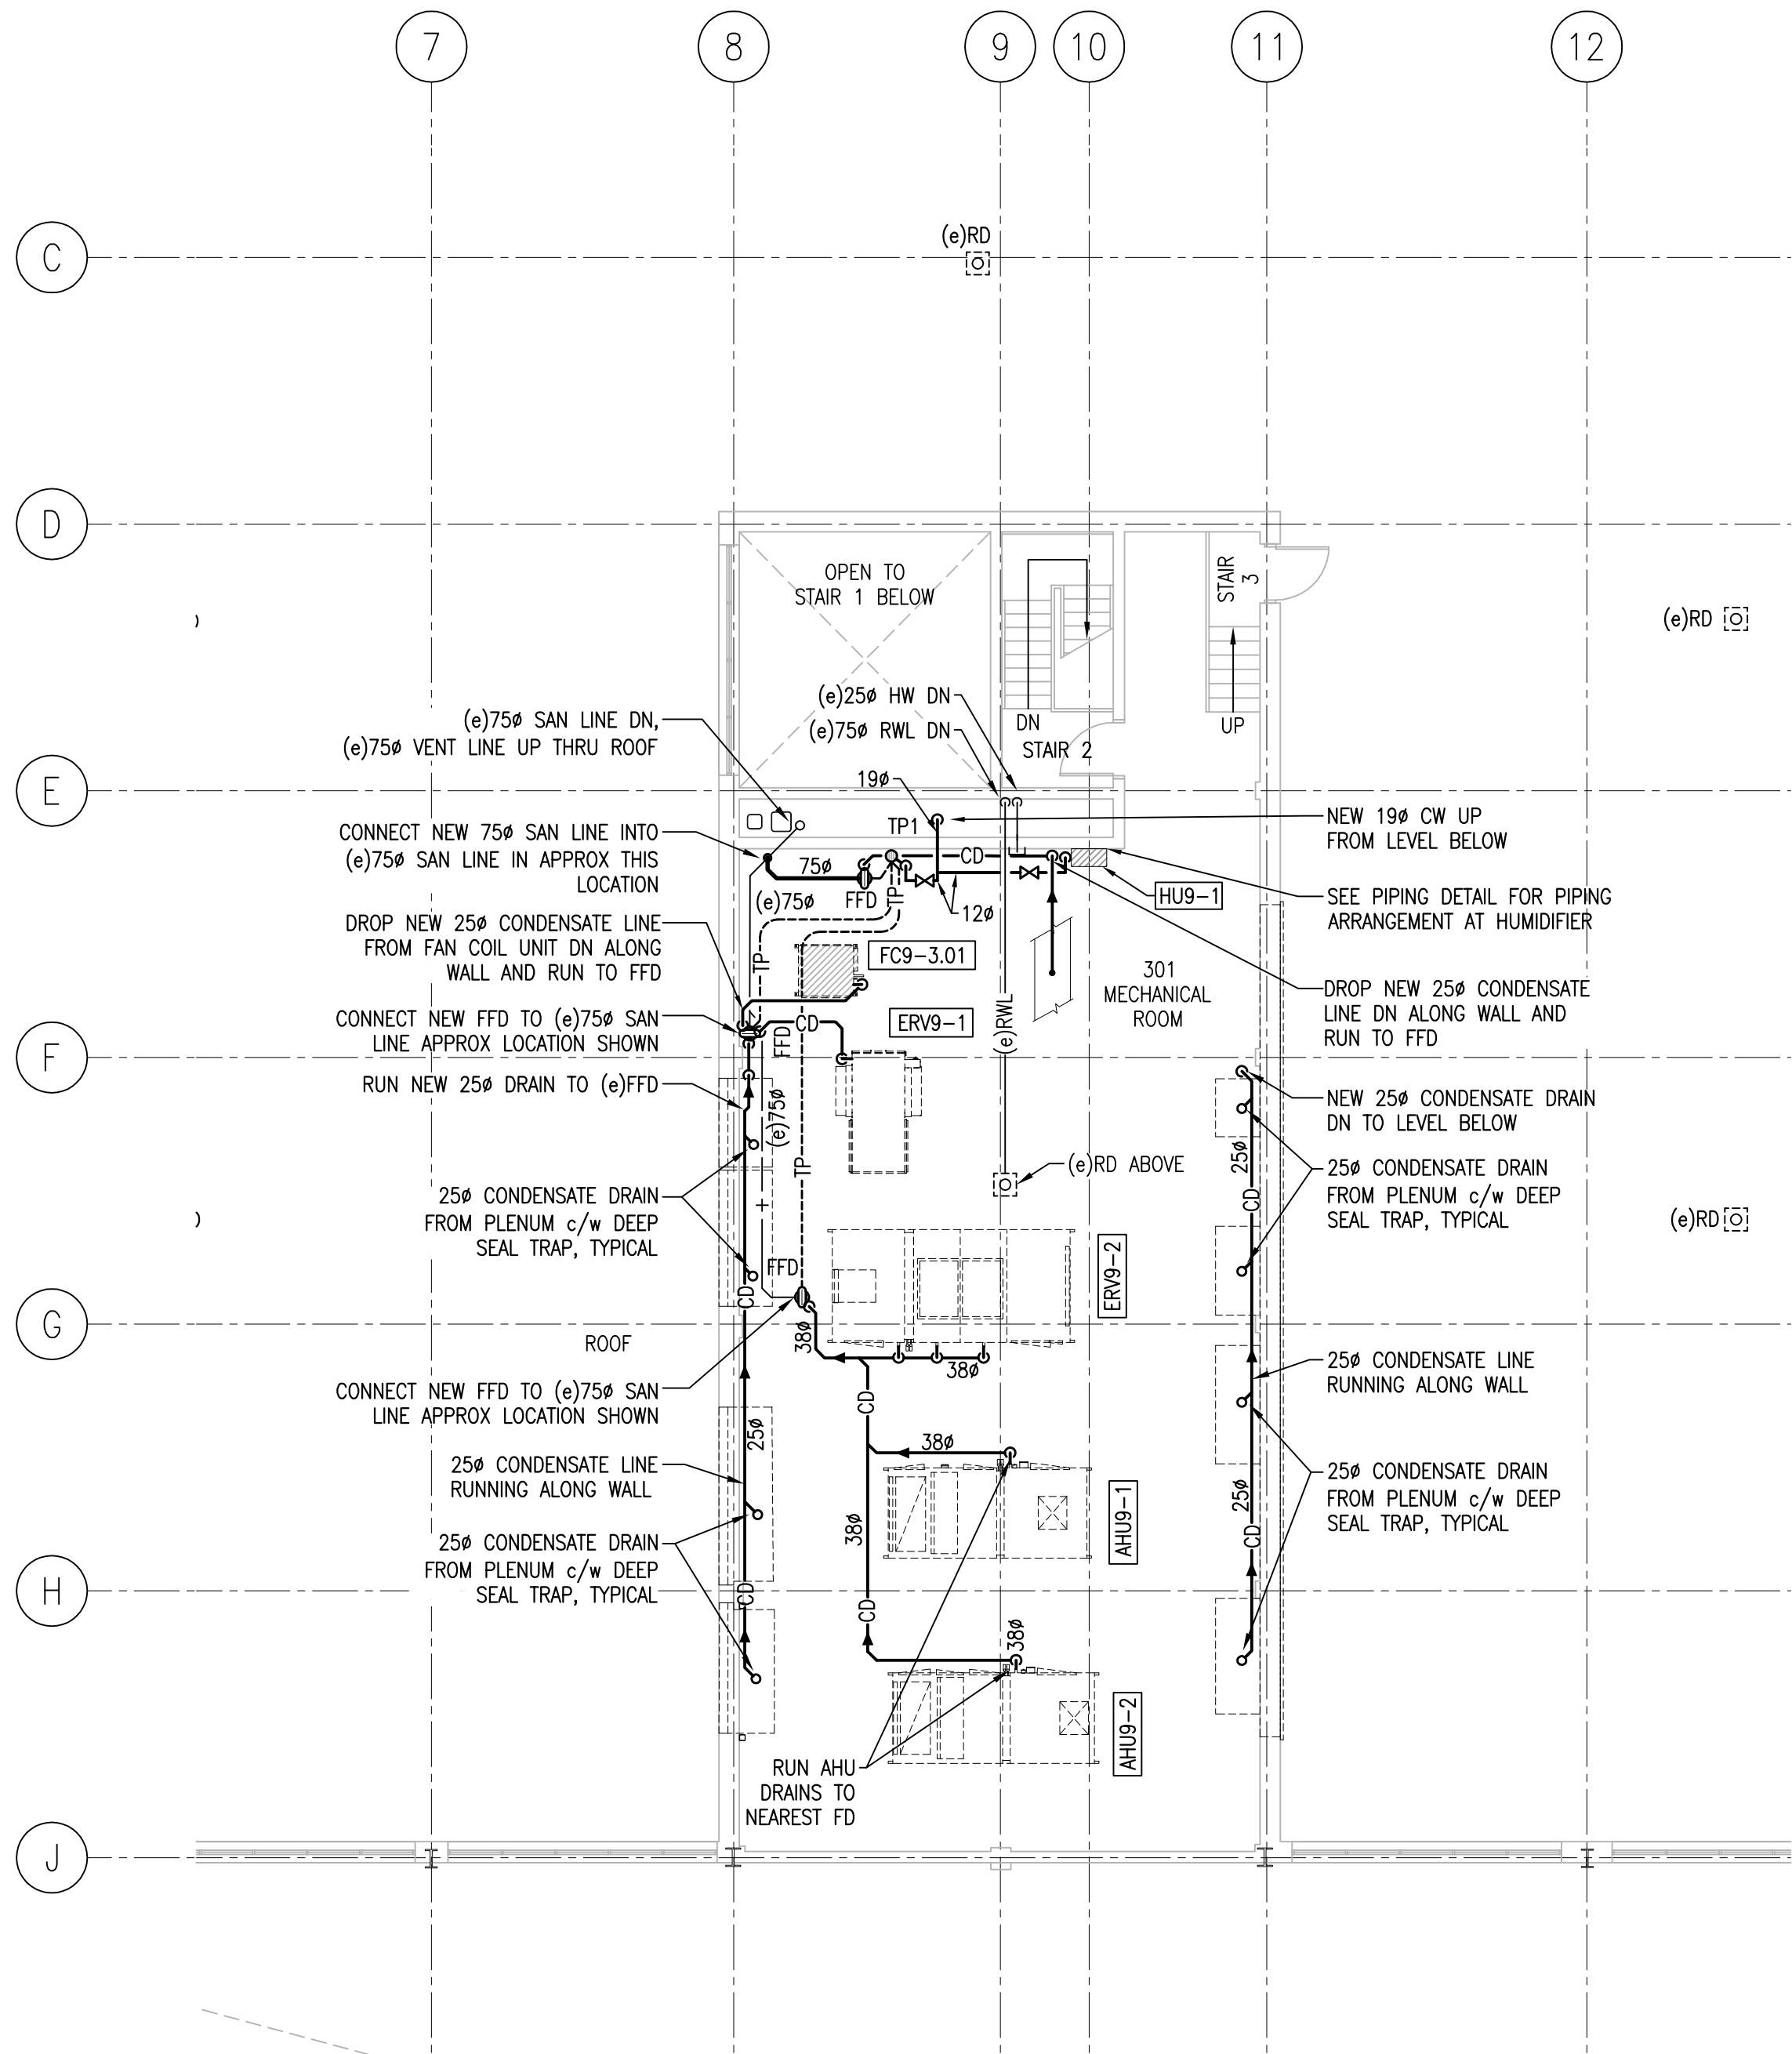 7
8
9
10
11
12
C
(e)RD
D
OPEN TO
STAIR 1 BELOW
STAIR
3
(e)RD
)
(e)25ø HW DN
(e)75ø RWL DN
DN
STAIR 2
UP
(e)75ø SAN LINE DN,
(e)75ø VENT LINE UP THRU ROOF
E
19ø
TP1
NEW 19ø CW UP
FROM LEVEL BELOW
CONNECT NEW 75ø SAN LINE INTO
(e)75ø SAN LINE IN APPROX THIS
LOCATION
75ø
CD
FFD
TP
(e)75ø
12ø
HU9-1
SEE PIPING DETAIL FOR PIPING
ARRANGEMENT AT HUMIDIFIER
DROP NEW 25ø CONDENSATE LINE
FROM FAN COIL UNIT DN ALONG
WALL AND RUN TO FFD
TP
FC9-3.01
301
MECHANICAL
ROOM
DROP NEW 25ø CONDENSATE
LINE DN ALONG WALL AND
RUN TO FFD
CONNECT NEW FFD TO (e)75ø SAN
LINE APPROX LOCATION SHOWN
CD
FFD
ERV9-1
(e)RWL
F
RUN NEW 25ø DRAIN TO (e)FFD
(e)75ø
TP
NEW 25ø CONDENSATE DRAIN
DN TO LEVEL BELOW
(e)RD ABOVE
25ø
CD
25ø CONDENSATE DRAIN
FROM PLENUM c/w DEEP
SEAL TRAP, TYPICAL
25ø CONDENSATE DRAIN
FROM PLENUM c/w DEEP
SEAL TRAP, TYPICAL
)
(e)RD
FFD
CD
ERV9-2
G
ROOF
38ø
38ø
25ø CONDENSATE LINE
RUNNING ALONG WALL
CONNECT NEW FFD TO (e)75ø SAN
LINE APPROX LOCATION SHOWN
CD
25ø
38ø
25ø CONDENSATE LINE
RUNNING ALONG WALL
25ø
CD
25ø CONDENSATE DRAIN
FROM PLENUM c/w DEEP
SEAL TRAP, TYPICAL
AHU9-1
38ø
25ø CONDENSATE DRAIN
FROM PLENUM c/w DEEP
SEAL TRAP, TYPICAL
H
CD
CD
38ø
AHU9-2
RUN AHU
DRAINS TO
NEAREST FD
J